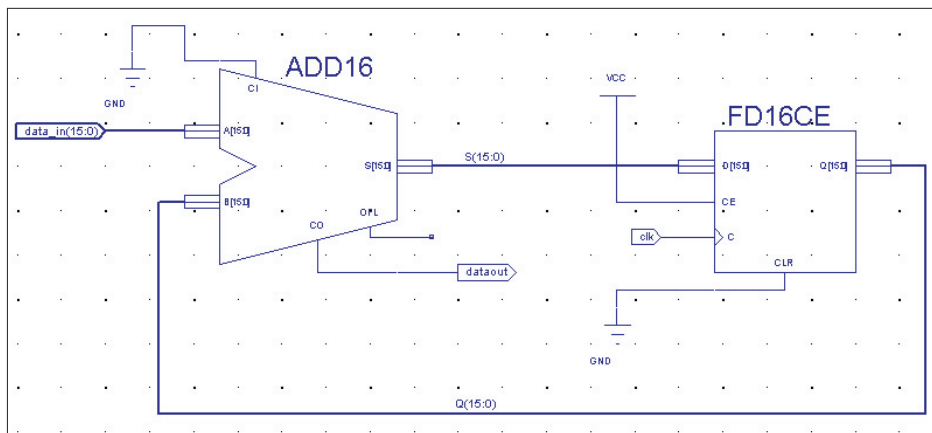 ADD16
CI
GND
data_in(15:0)
A[15:0]
B[15:0]
S[15:0]
CO
OFL
dataout
S(15:0)
VCC
FD16CE
D[15:0]
Q[15:0]
CE
clk
C
CLR
GND
Q(15:0)